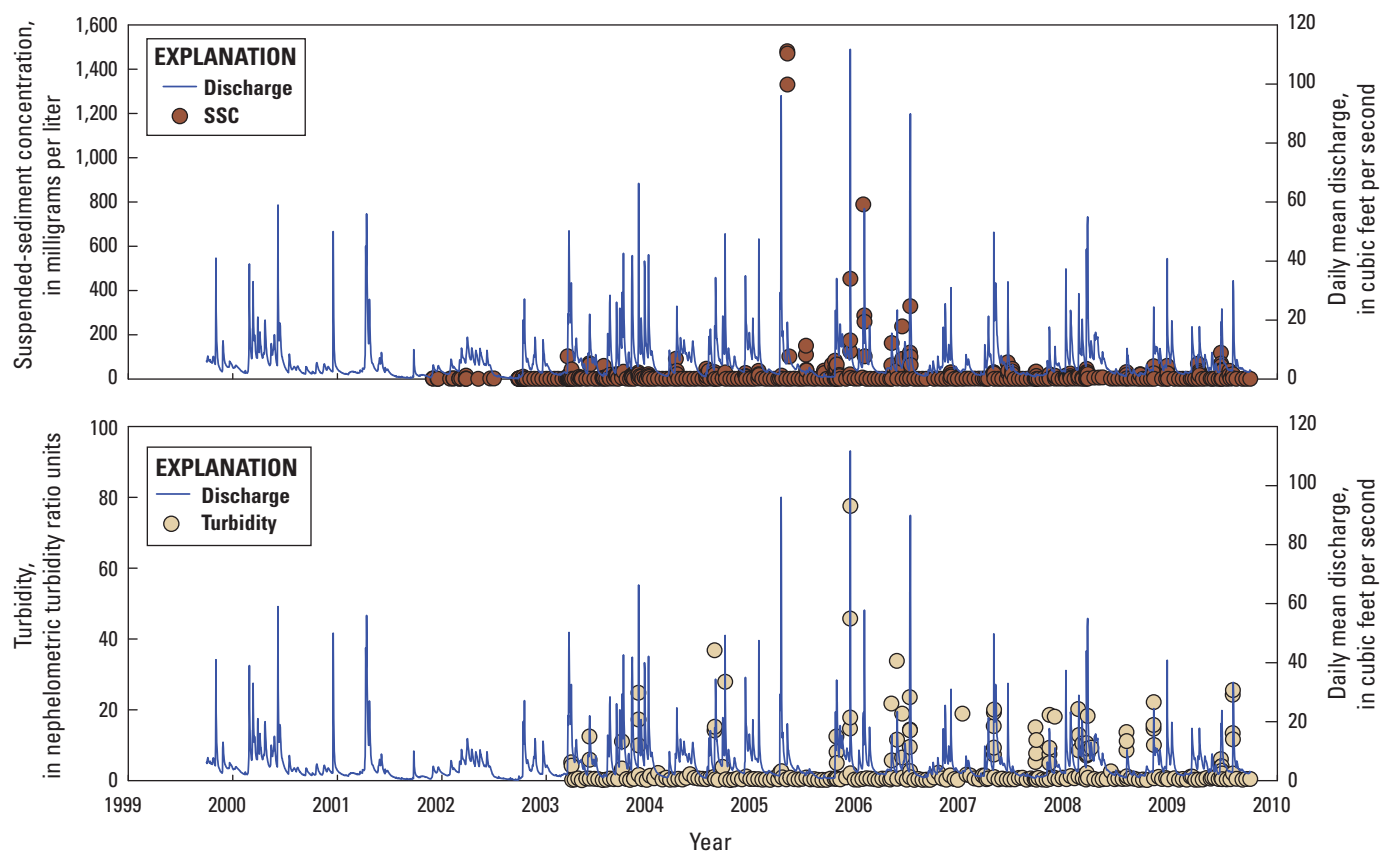 Suspended-sediment concentration,
in milligrams per liter
1,600
1,400
1,200
1,000
800
600
400
200
0
EXPLANATION
Discharge
SSC
120
100
80
60
40
20
0
Daily mean discharge,
in cubic feet per second
Turbidity,
in nephelometric turbidity ratio units
100
80
60
40
20
0
EXPLANATION
Discharge
Turbidity
120
100
80
60
40
20
0
Daily mean discharge,
in cubic feet per second
1999 2000 2001 2002 2003 2004 2005 2006 2007 2008 2009 2010
Year